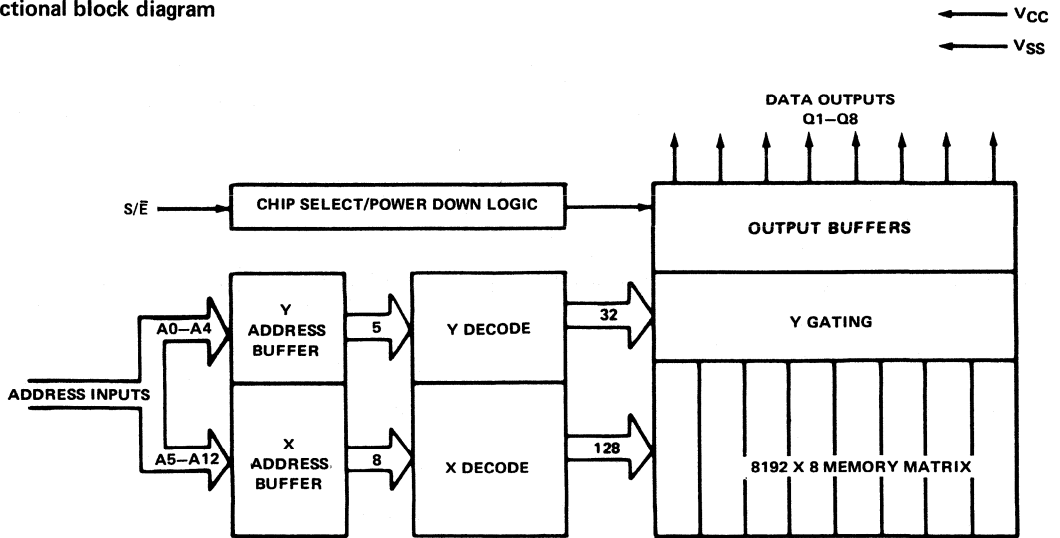 ctional block diagram
VCC
VSS
DATA OUTPUTS
Q1–Q8
S/E̅
CHIP SELECT/POWER DOWN LOGIC
OUTPUT BUFFERS
A0–A4
Y
ADDRESS
BUFFER
5
Y DECODE
32
Y GATING
ADDRESS INPUTS
A5–A12
X
ADDRESS
BUFFER
8
X DECODE
128
8192 X 8 MEMORY MATRIX